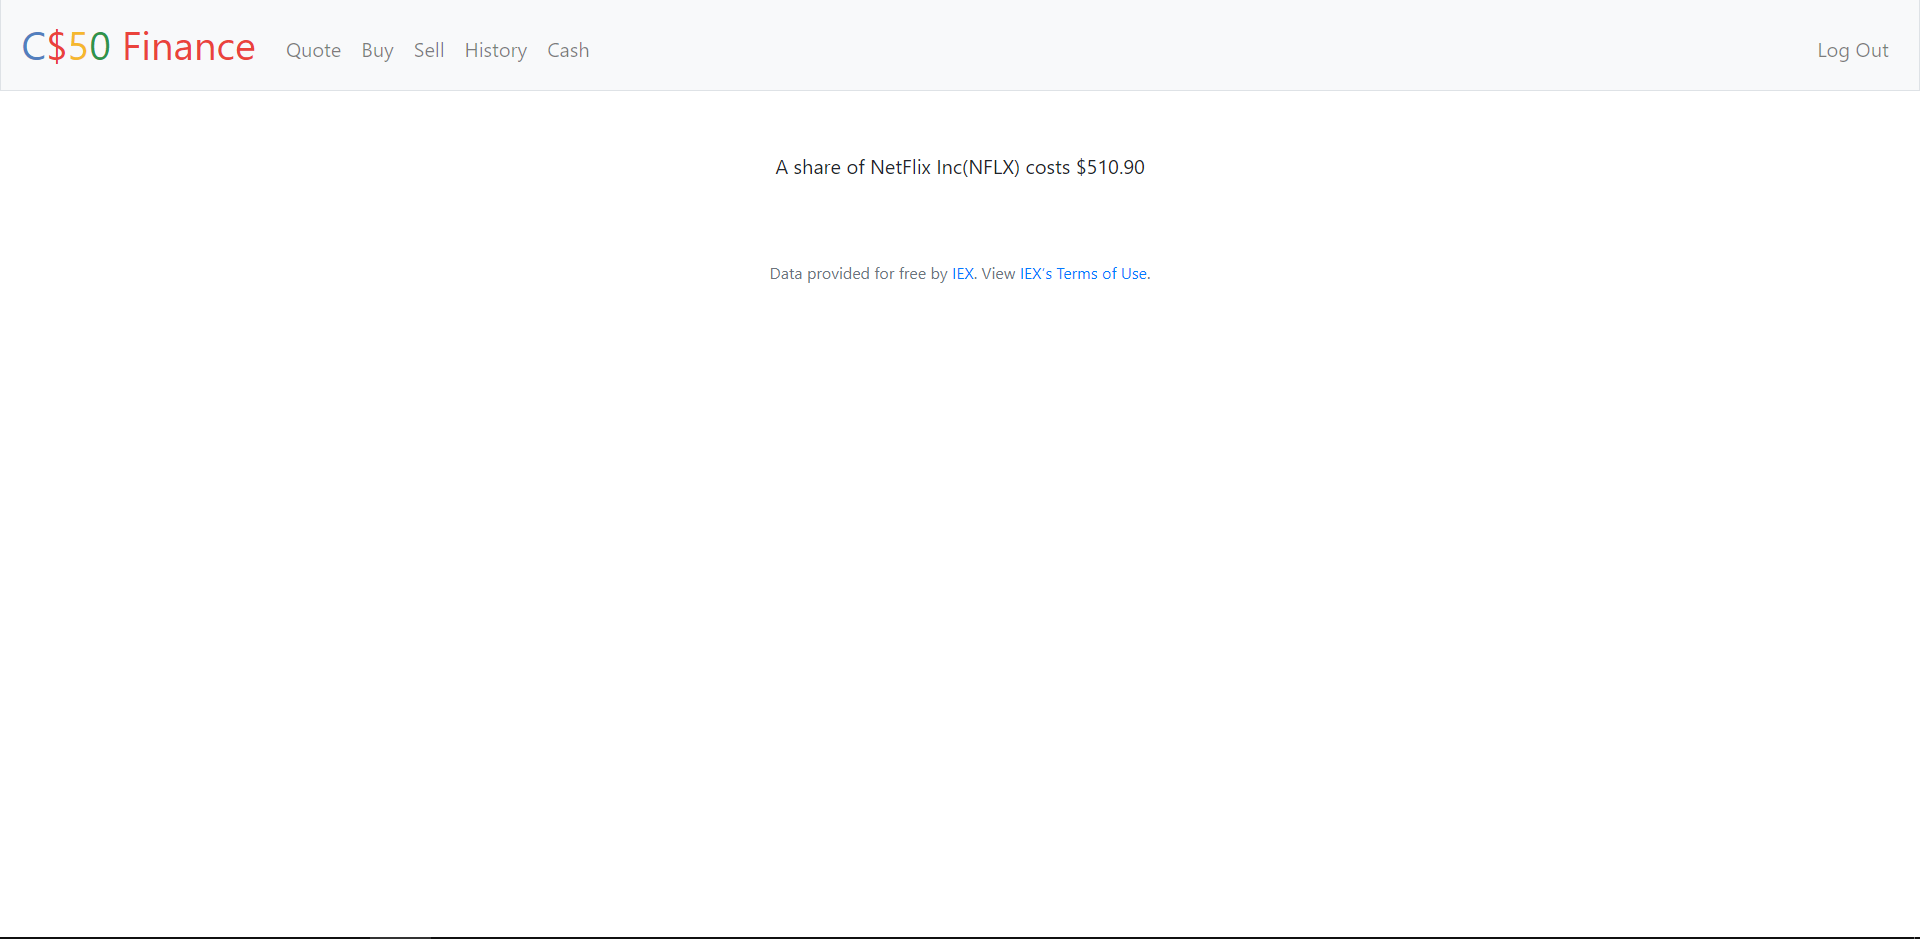 C$50 Finance Quote Buy Sell History Cash Log Out
A share of NetFlix Inc(NFLX) costs $510.90
Data provided for free by IEX. View IEX's Terms of Use.